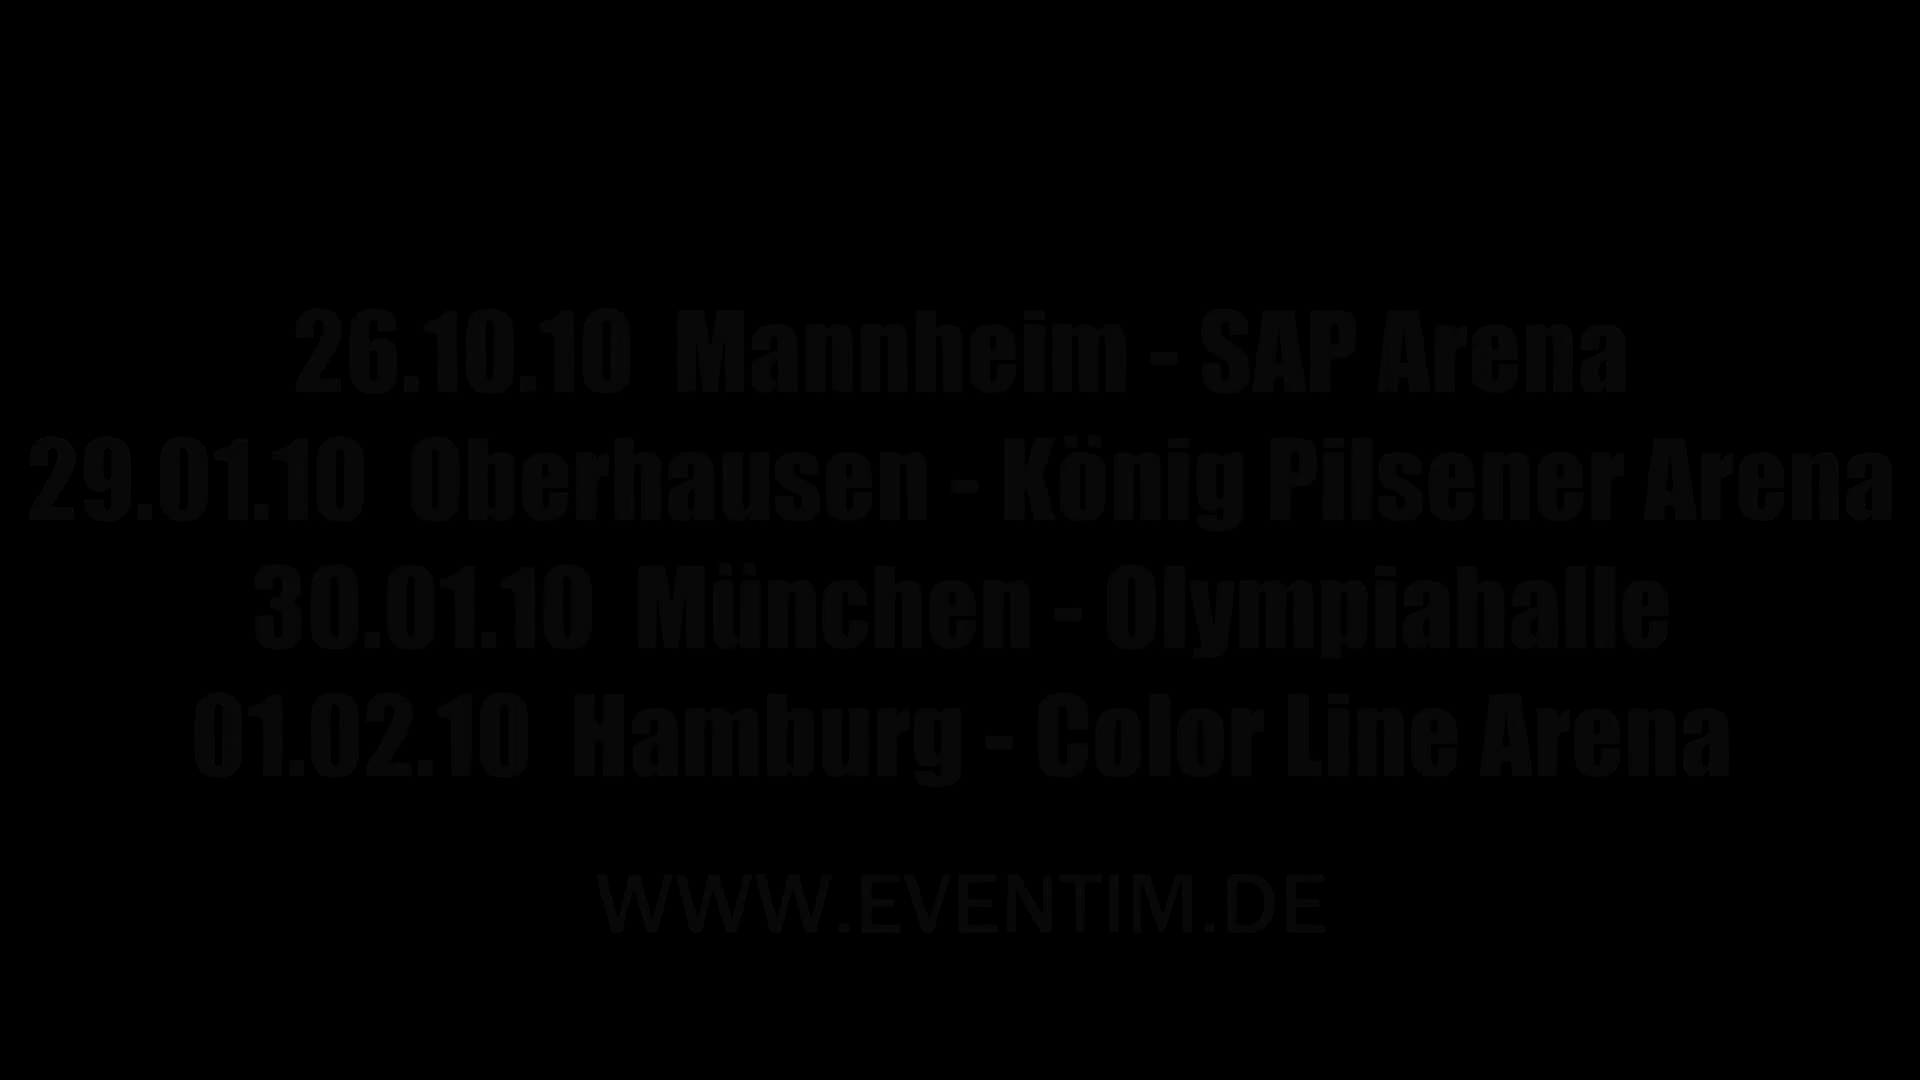 26.10.10 Mannheim - SAP Arena
29.01.10 Oberhausen - König Pilsener Arena
30.01.10 München - Olympiahalle
01.02.10 Hamburg - Color Line Arena
WWW.EVENTIM.DE